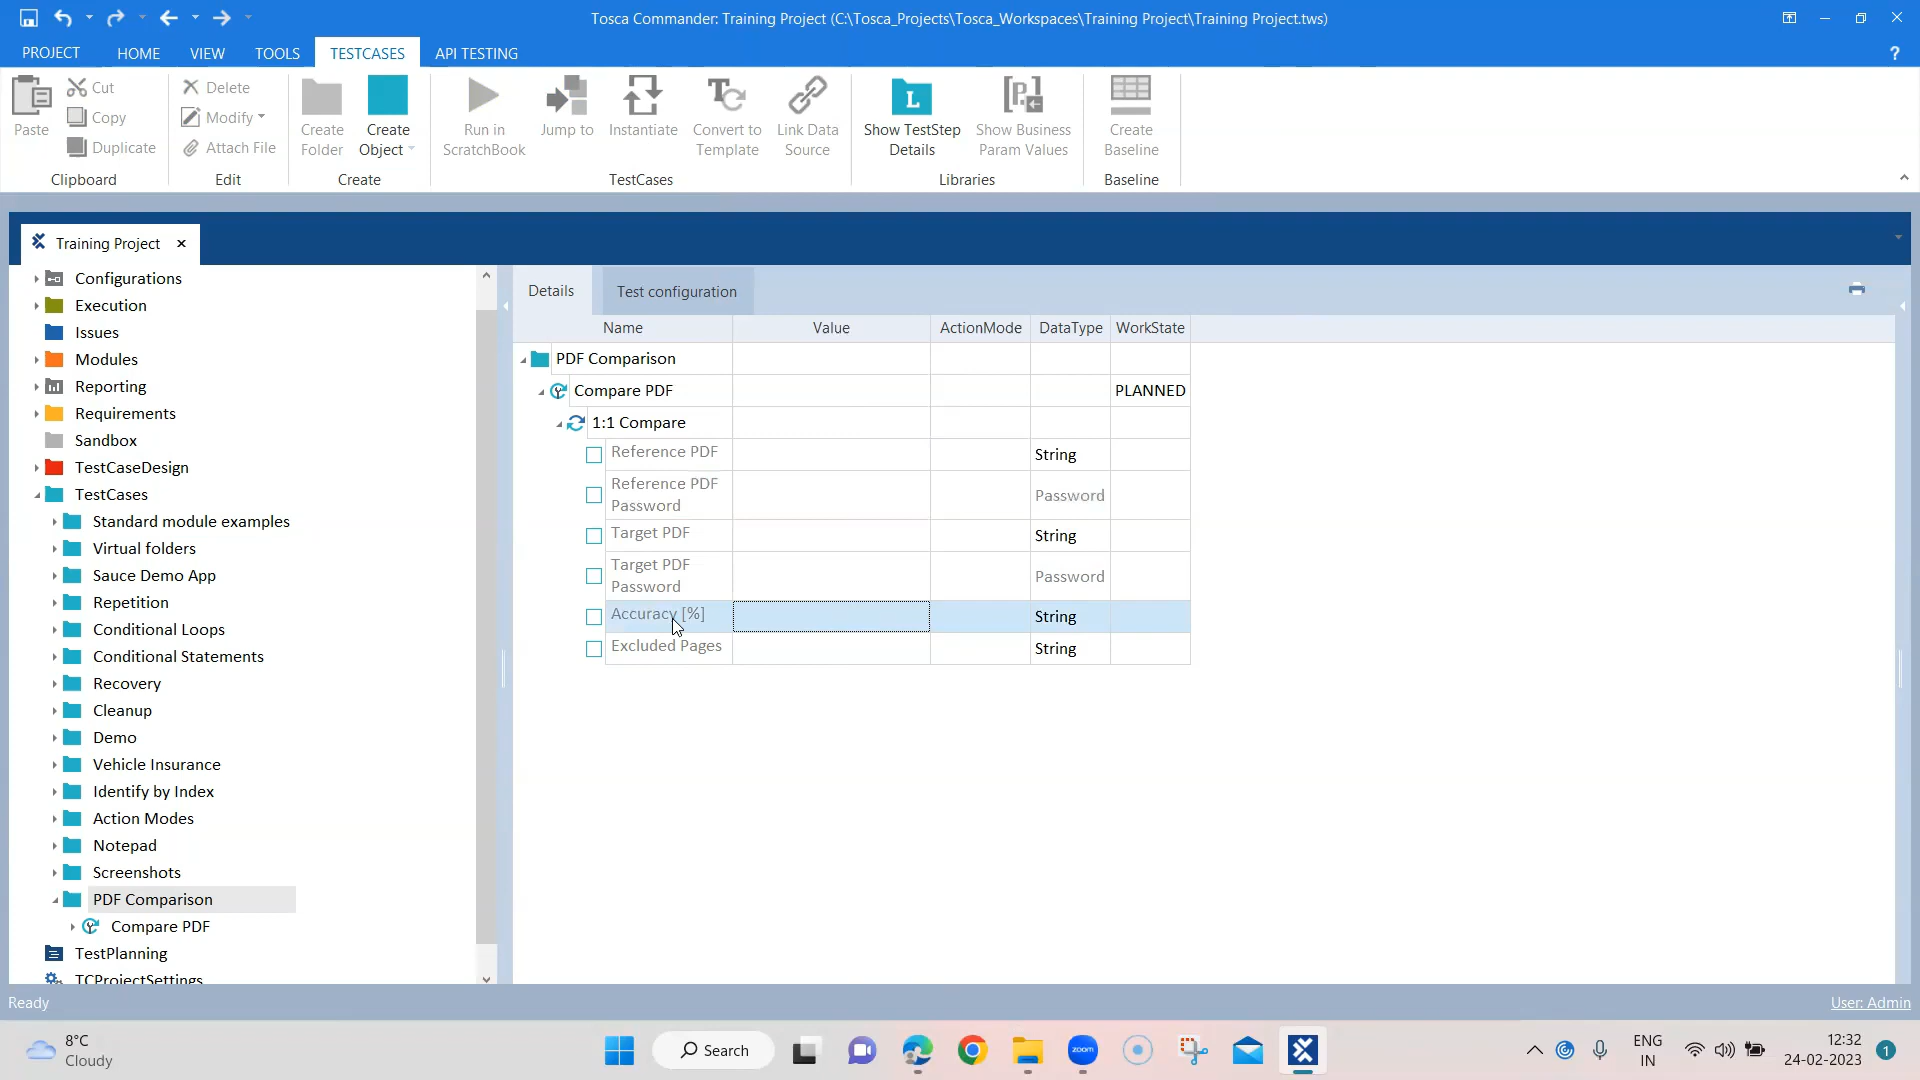 Tosca Commander: Training Project (C:\Tosca_Projects\Tosca_Workspaces\Training Project\Training Project.tws)
PROJECT HOME VIEW TOOLS TESTCASES API TESTING ?
Paste
Cut
Copy
Duplicate
Clipboard
Delete
Modify
Attach File
Edit
Create
Folder
Create
Object
Create
Run in
ScratchBook
Jump to
Instantiate
Convert to
Template
Link Data
Source
TestCases
Show TestStep
Details
Show Business
Param Values
Libraries
Create
Baseline
Baseline
Training Project
Configurations
Execution
Issues
Modules
Reporting
Requirements
Sandbox
TestCaseDesign
TestCases
Standard module examples
Virtual folders
Sauce Demo App
Repetition
Conditional Loops
Conditional Statements
Recovery
Cleanup
Demo
Vehicle Insurance
Identify by Index
Action Modes
Notepad
Screenshots
PDF Comparison
Compare PDF
TestPlanning
TCProjectSettings
Details Test configuration
Name Value ActionMode DataType WorkState
PDF Comparison
Compare PDF PLANNED
1:1 Compare
Reference PDF String
Reference PDF
Password Password
Target PDF String
Target PDF
Password Password
Accuracy [%] String
Excluded Pages String
Ready User: Admin
8°C
Cloudy
Search
zoom
ENG
IN
12:32
24-02-2023
1